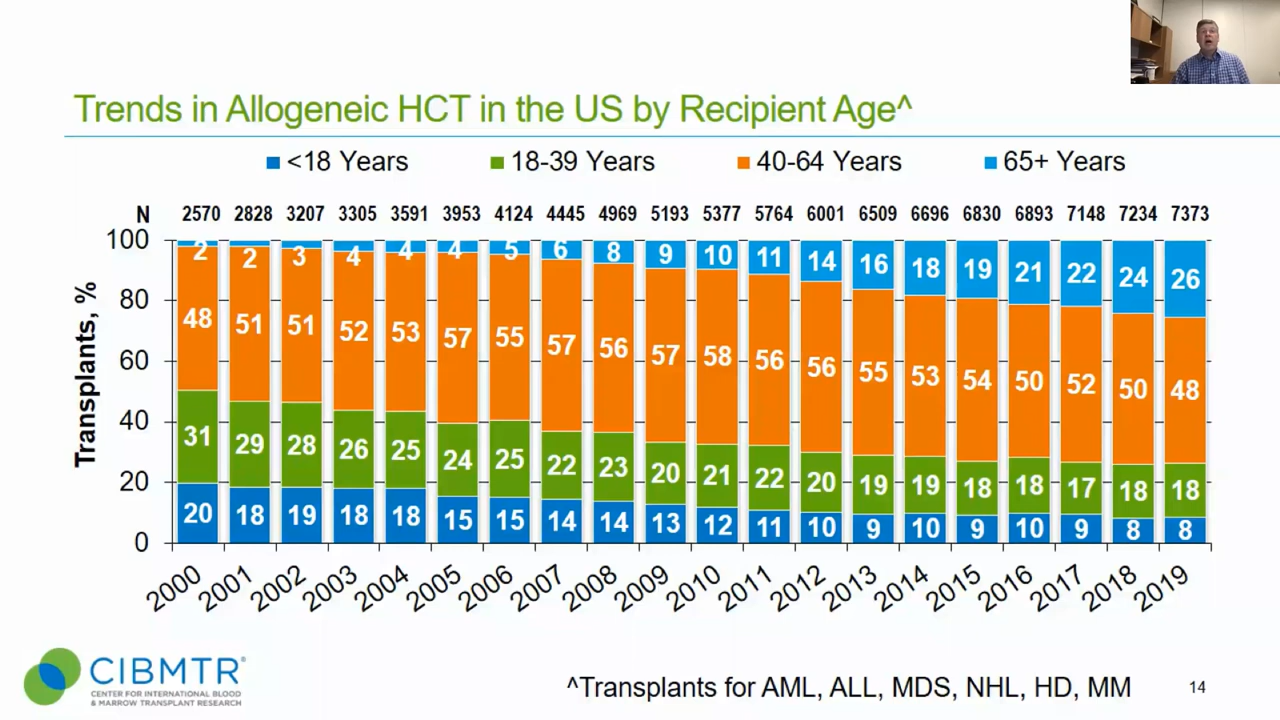 Trends in Allogeneic HCT in the US by Recipient Age^
<18 Years 18-39 Years 40-64 Years 65+ Years
N 2570 2828 3207 3305 3591 3953 4124 4445 4969 5193 5377 5764 6001 6509 6696 6830 6893 7148 7234 7373
Transplants, %
100
80
60
40
20
0
2 2 3 4 4 4 5 6 8 9 10 11 14 16 18 19 21 22 24 26
48 51 51 52 53 57 55 57 56 57 58 56 56 55 53 54 50 52 50 48
31 29 28 26 25 24 25 22 23 20 21 22 20 19 19 18 18 17 18 18
20 18 19 18 18 15 15 14 14 13 12 11 10 9 10 9 10 9 8 8
2000 2001 2002 2003 2004 2005 2006 2007 2008 2009 2010 2011 2012 2013 2014 2015 2016 2017 2018 2019
CIBMTR®
CENTER FOR INTERNATIONAL BLOOD
& MARROW TRANSPLANT RESEARCH
^Transplants for AML, ALL, MDS, NHL, HD, MM
14